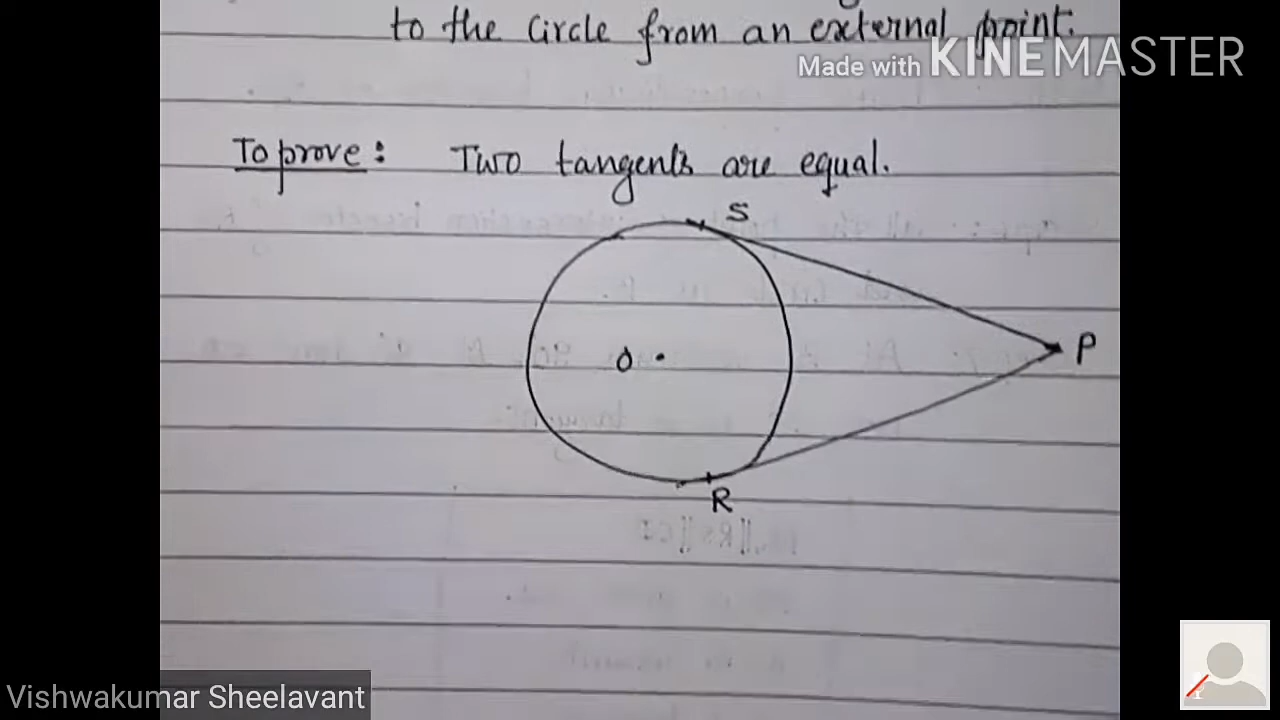 to the circle from an external point.
Made with KINEMASTER
To prove: Two tangents are equal.
S
O
P
R
Vishwakumar Sheelavant